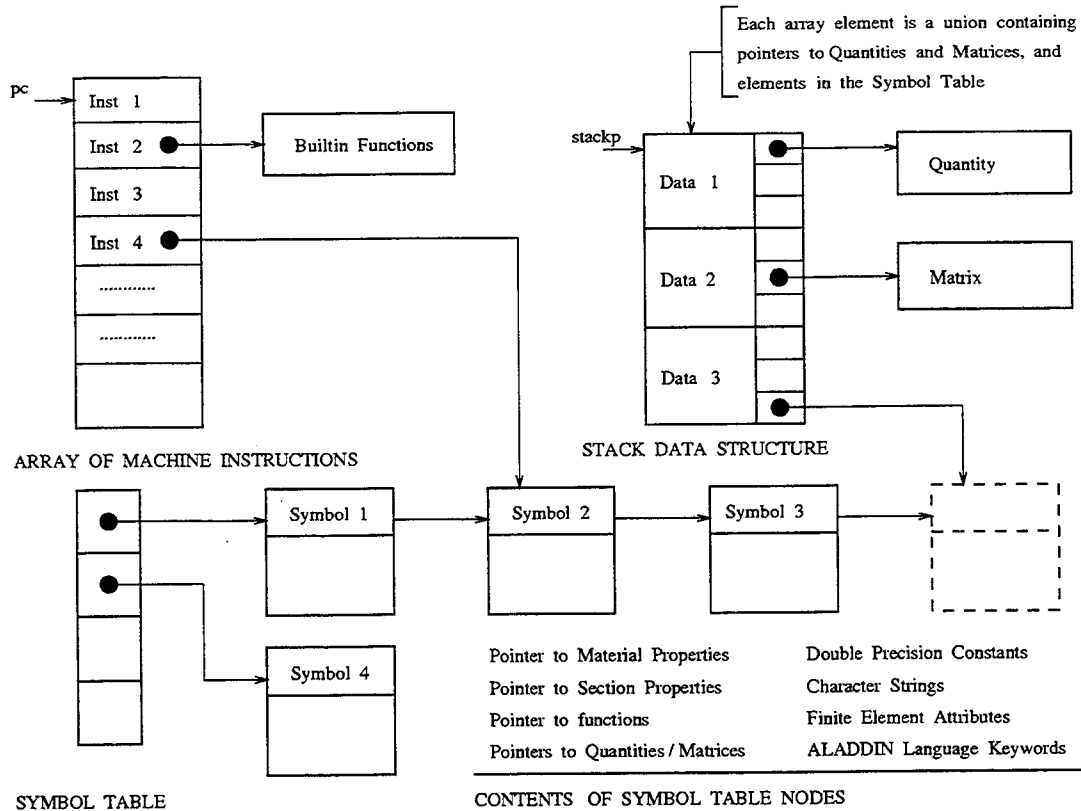 Each array element is a union containing
pointers to Quantities and Matrices, and
elements in the Symbol Table
pc
Inst 1
Inst 2
Builtin Functions
Inst 3
Inst 4
............
............
ARRAY OF MACHINE INSTRUCTIONS
stackp
Data 1
Quantity
Data 2
Matrix
Data 3
STACK DATA STRUCTURE
Symbol 1
Symbol 2
Symbol 3
Symbol 4
SYMBOL TABLE
Pointer to Material Properties
Pointer to Section Properties
Pointer to functions
Pointers to Quantities / Matrices
Double Precision Constants
Character Strings
Finite Element Attributes
ALADDIN Language Keywords
CONTENTS OF SYMBOL TABLE NODES